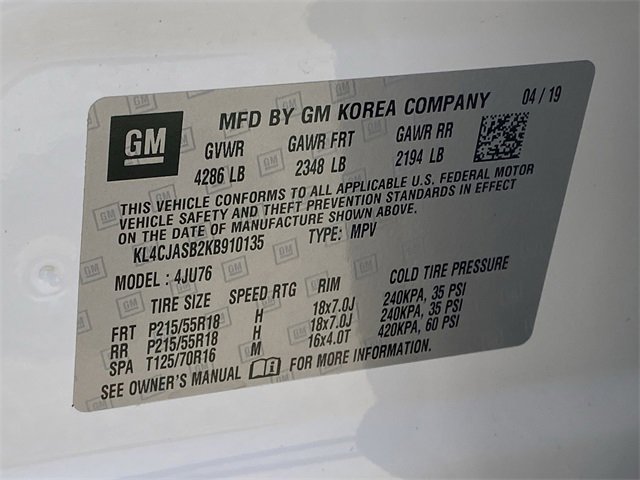 GM
MFD BY GM KOREA COMPANY 04 / 19
GVWR GAWR FRT GAWR RR
4286 LB 2348 LB 2194 LB
THIS VEHICLE CONFORMS TO ALL APPLICABLE U.S. FEDERAL MOTOR
VEHICLE SAFETY AND THEFT PREVENTION STANDARDS IN EFFECT
ON THE DATE OF MANUFACTURE SHOWN ABOVE.
KL4CJASB2KB910135 TYPE: MPV
MODEL: 4JU76
TIRE SIZE SPEED RTG RIM COLD TIRE PRESSURE
FRT P215/55R18 H 18x7.0J 240KPA, 35 PSI
RR P215/55R18 H 18x7.0J 240KPA, 35 PSI
SPA T125/70R16 M 16x4.0T 420KPA, 60 PSI
SEE OWNER'S MANUAL FOR MORE INFORMATION.